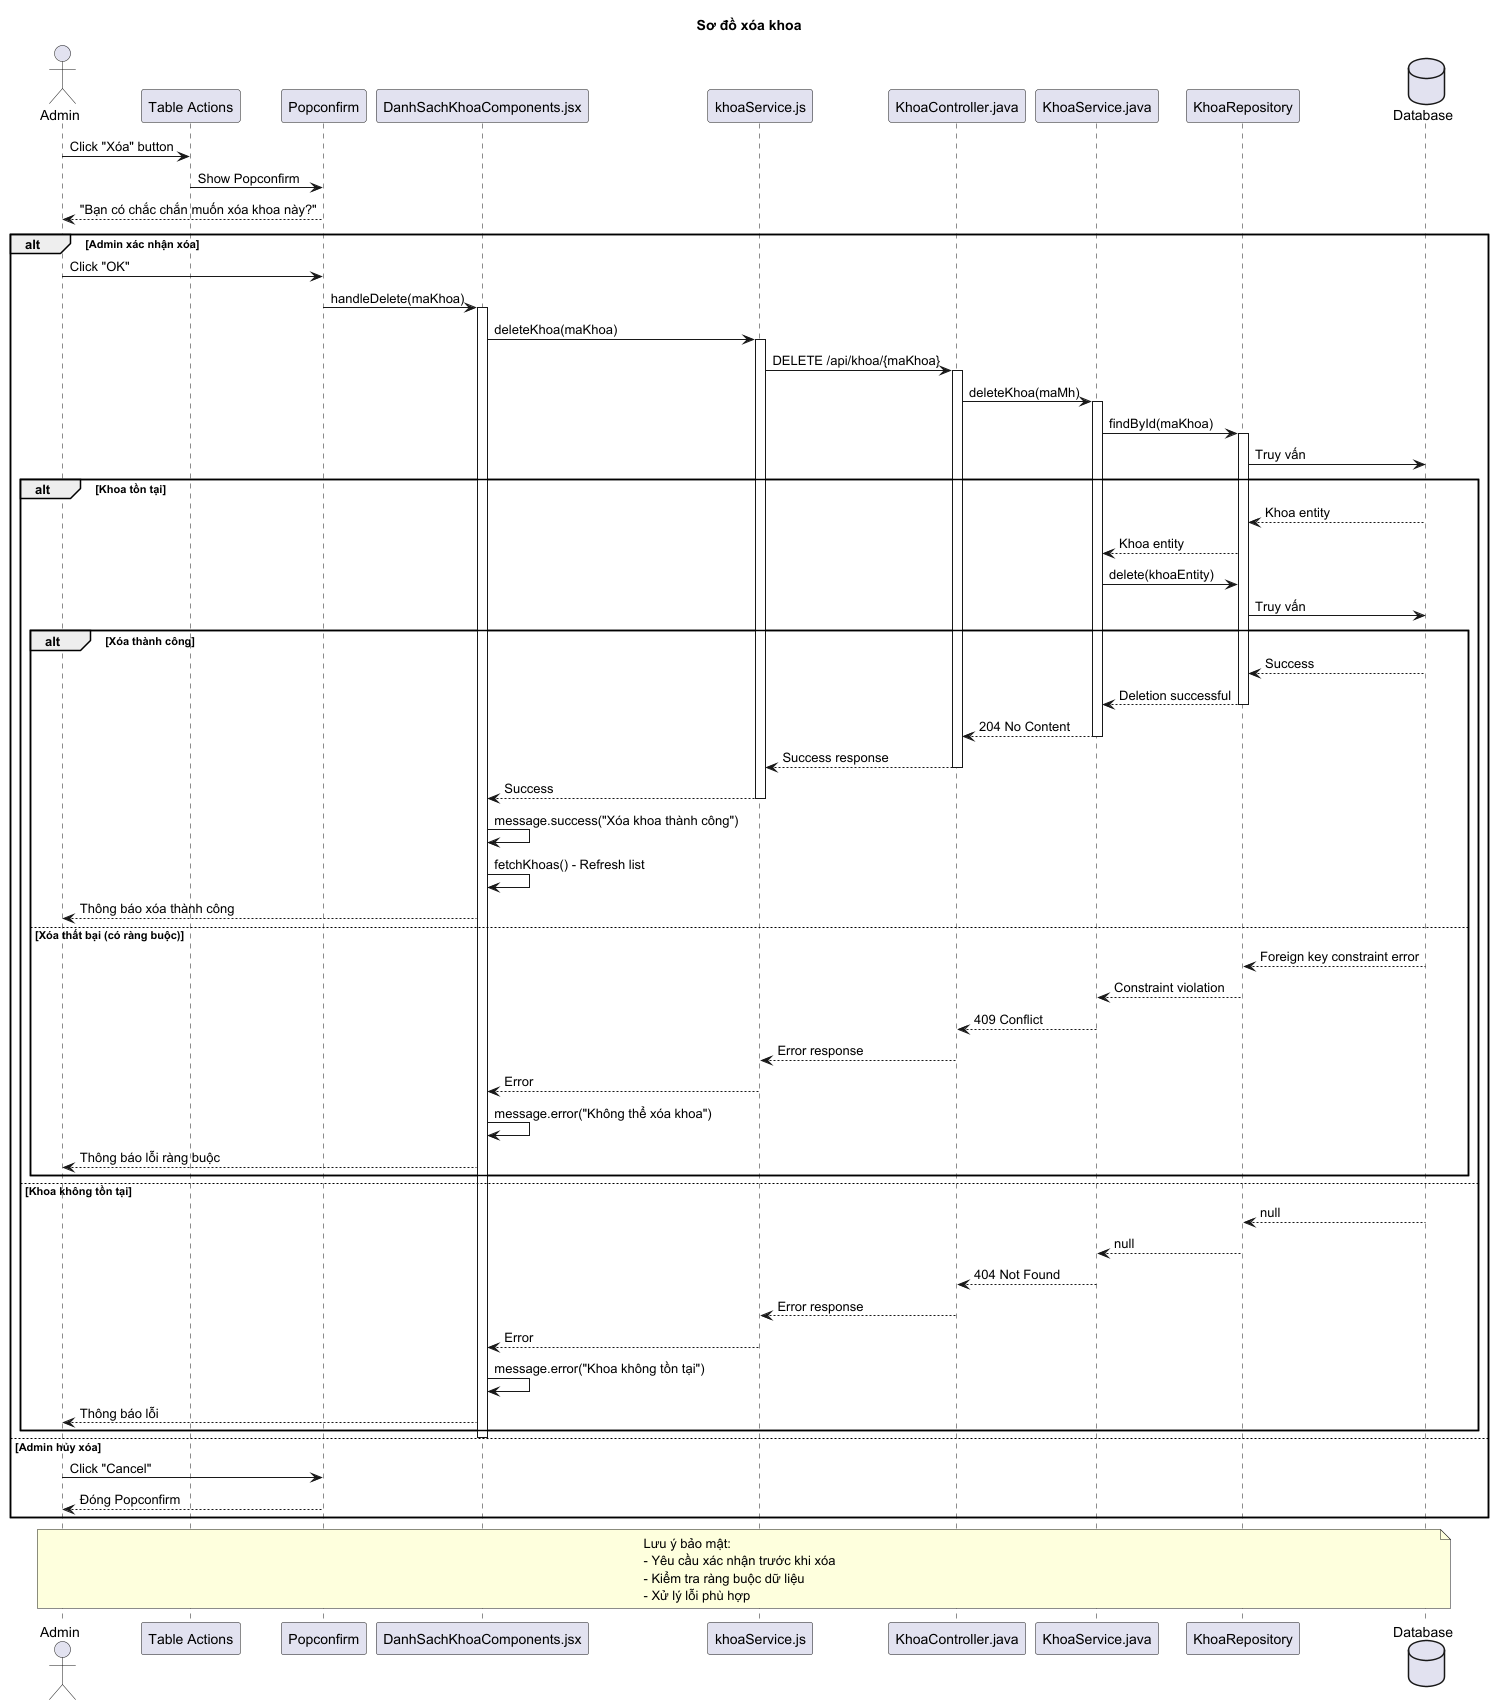 Sơ đồ xóa khoa
Admin
Table Actions
Popconfirm
DanhSachKhoaComponents.jsx
khoaService.js
KhoaController.java
KhoaService.java
KhoaRepository
Database
Click "Xóa" button
Show Popconfirm
"Bạn có chắc chắn muốn xóa khoa này?"
alt [Admin xác nhận xóa]
Click "OK"
handleDelete(maKhoa)
deleteKhoa(maKhoa)
DELETE /api/khoa/{maKhoa}
deleteKhoa(maMh)
findById(maKhoa)
Truy vấn
alt [Khoa tồn tại]
Khoa entity
Khoa entity
delete(khoaEntity)
Truy vấn
alt [Xóa thành công]
Success
Deletion successful
204 No Content
Success response
Success
message.success("Xóa khoa thành công")
fetchKhoas() - Refresh list
Thông báo xóa thành công
[Xóa thất bại (có ràng buộc)]
Foreign key constraint error
Constraint violation
409 Conflict
Error response
Error
message.error("Không thể xóa khoa")
Thông báo lỗi ràng buộc
[Khoa không tồn tại]
null
null
404 Not Found
Error response
Error
message.error("Khoa không tồn tại")
Thông báo lỗi
[Admin hủy xóa]
Click "Cancel"
Đóng Popconfirm
Lưu ý bảo mật:
- Yêu cầu xác nhận trước khi xóa
- Kiểm tra ràng buộc dữ liệu
- Xử lý lỗi phù hợp
Admin
Table Actions
Popconfirm
DanhSachKhoaComponents.jsx
khoaService.js
KhoaController.java
KhoaService.java
KhoaRepository
Database